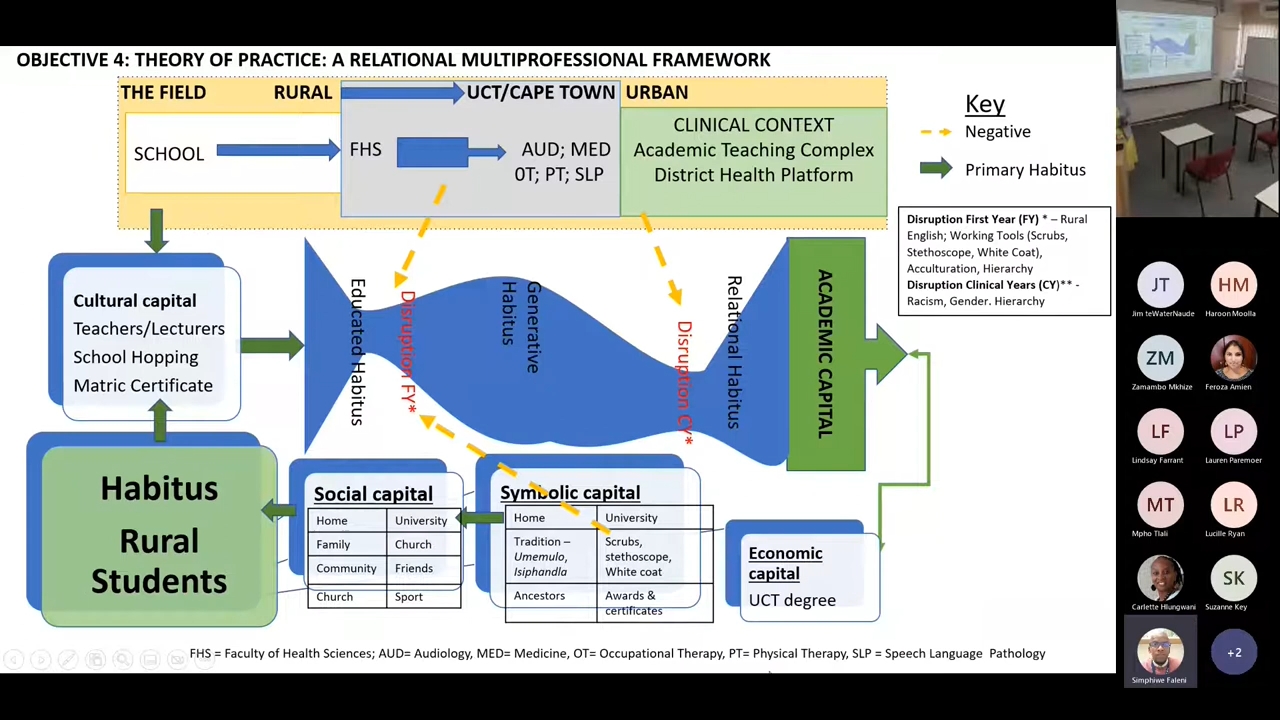 OBJECTIVE 4: THEORY OF PRACTICE: A RELATIONAL MULTIPROFESSIONAL FRAMEWORK
THE FIELD
RURAL
UCT/CAPE TOWN
URBAN
SCHOOL
FHS
AUD; MED
0T; PT; SLP
CLINICAL CONTEXT
Academic Teaching Complex
District Health Platform
Key
Negative
Primary Habitus
Disruption First Year (FY) * – Rural
English; Working Tools (Scrubs,
Stethoscope, White Coat),
Acculturation, Hierarchy
Disruption Clinical Years (CY)** -
Racism, Gender. Hierarchy
Cultural capital
Teachers/Lecturers
School Hopping
Matric Certificate
Educated Habitus
Disruption FY*
Generative
Habitus
Disruption CY*
Relational Habitus
ACADEMIC CAPITAL
Habitus
Rural
Students
Social capital
Home University
Family Church
Community Friends
Church Sport
Symbolic capital
Home University
Tradition – Scrubs,
Umemulo, stethoscope,
Isiphandla White coat
Ancestors Awards &
certificates
Economic
capital
UCT degree
FHS = Faculty of Health Sciences; AUD= Audiology, MED= Medicine, OT= Occupational Therapy, PT= Physical Therapy, SLP = Speech Language Pathology
JT HM
Jim teWaterNaude Haroon Moolla
ZM
Zamambo Mkhize Feroza Amien
LF LP
Lindsay Farrant Lauren Paremoer
MT LR
Mpho Tlali Lucille Ryan
SK
Carlette Hlungwani Suzanne Key
+2
Simphiwe Faleni